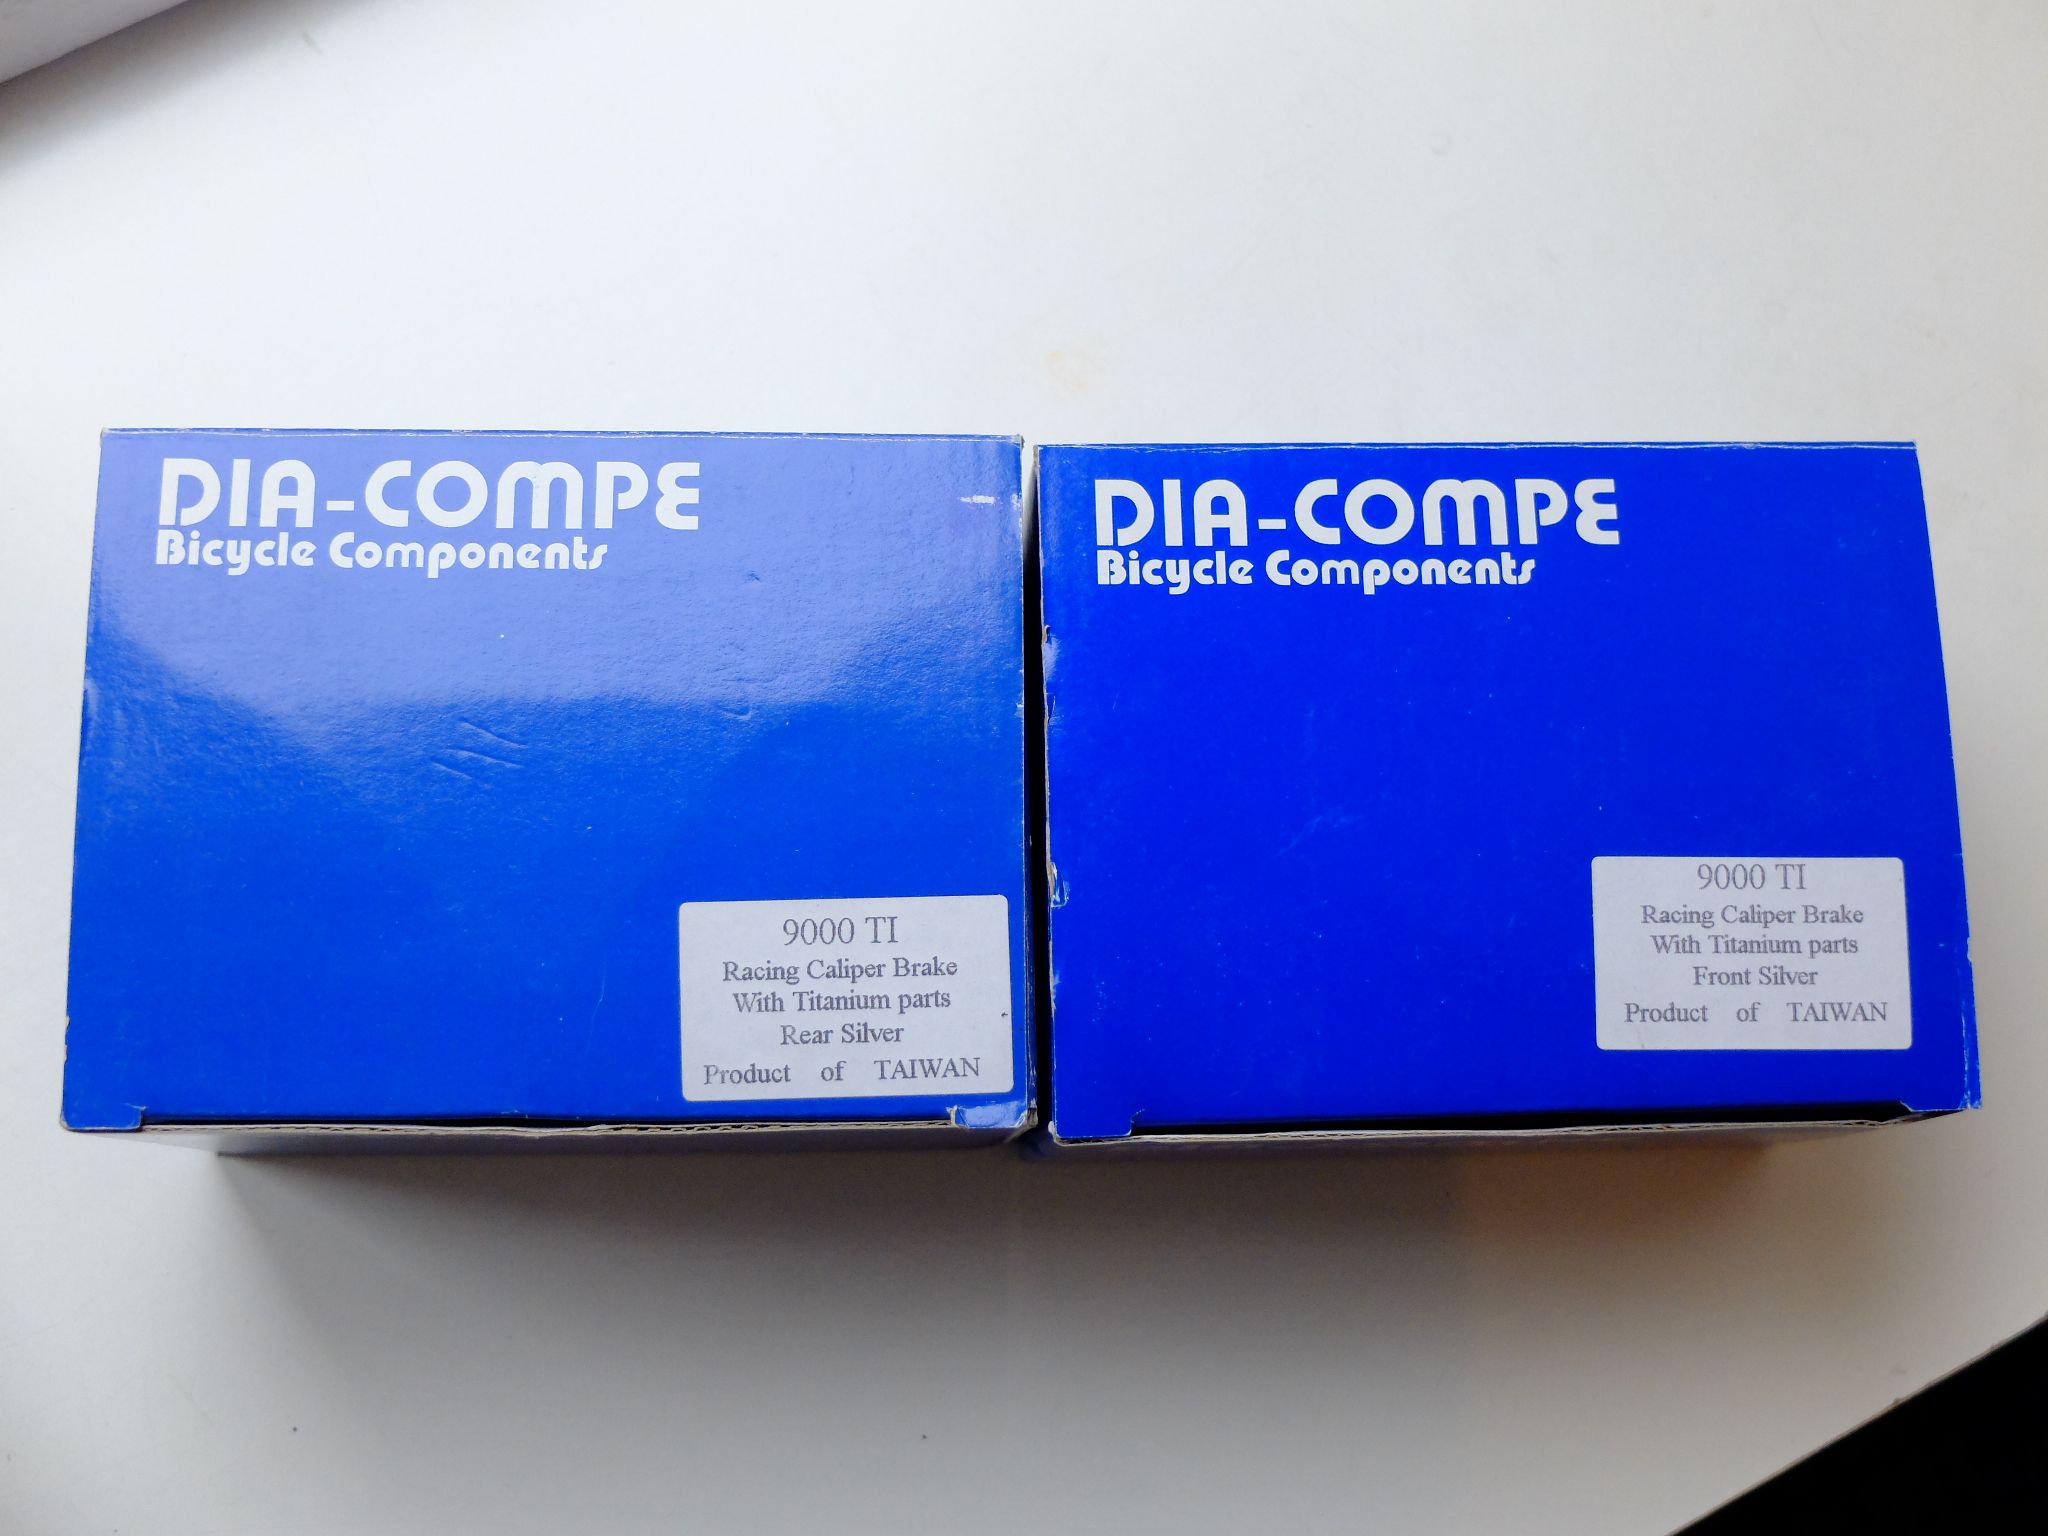 DIA-COMPE
Bicycle Components
9000 TI
Racing Caliper Brake
With Titanium parts
Rear Silver
Product of TAIWAN
DIA-COMPE
Bicycle Components
9000 TI
Racing Caliper Brake
With Titanium parts
Front Silver
Product of TAIWAN